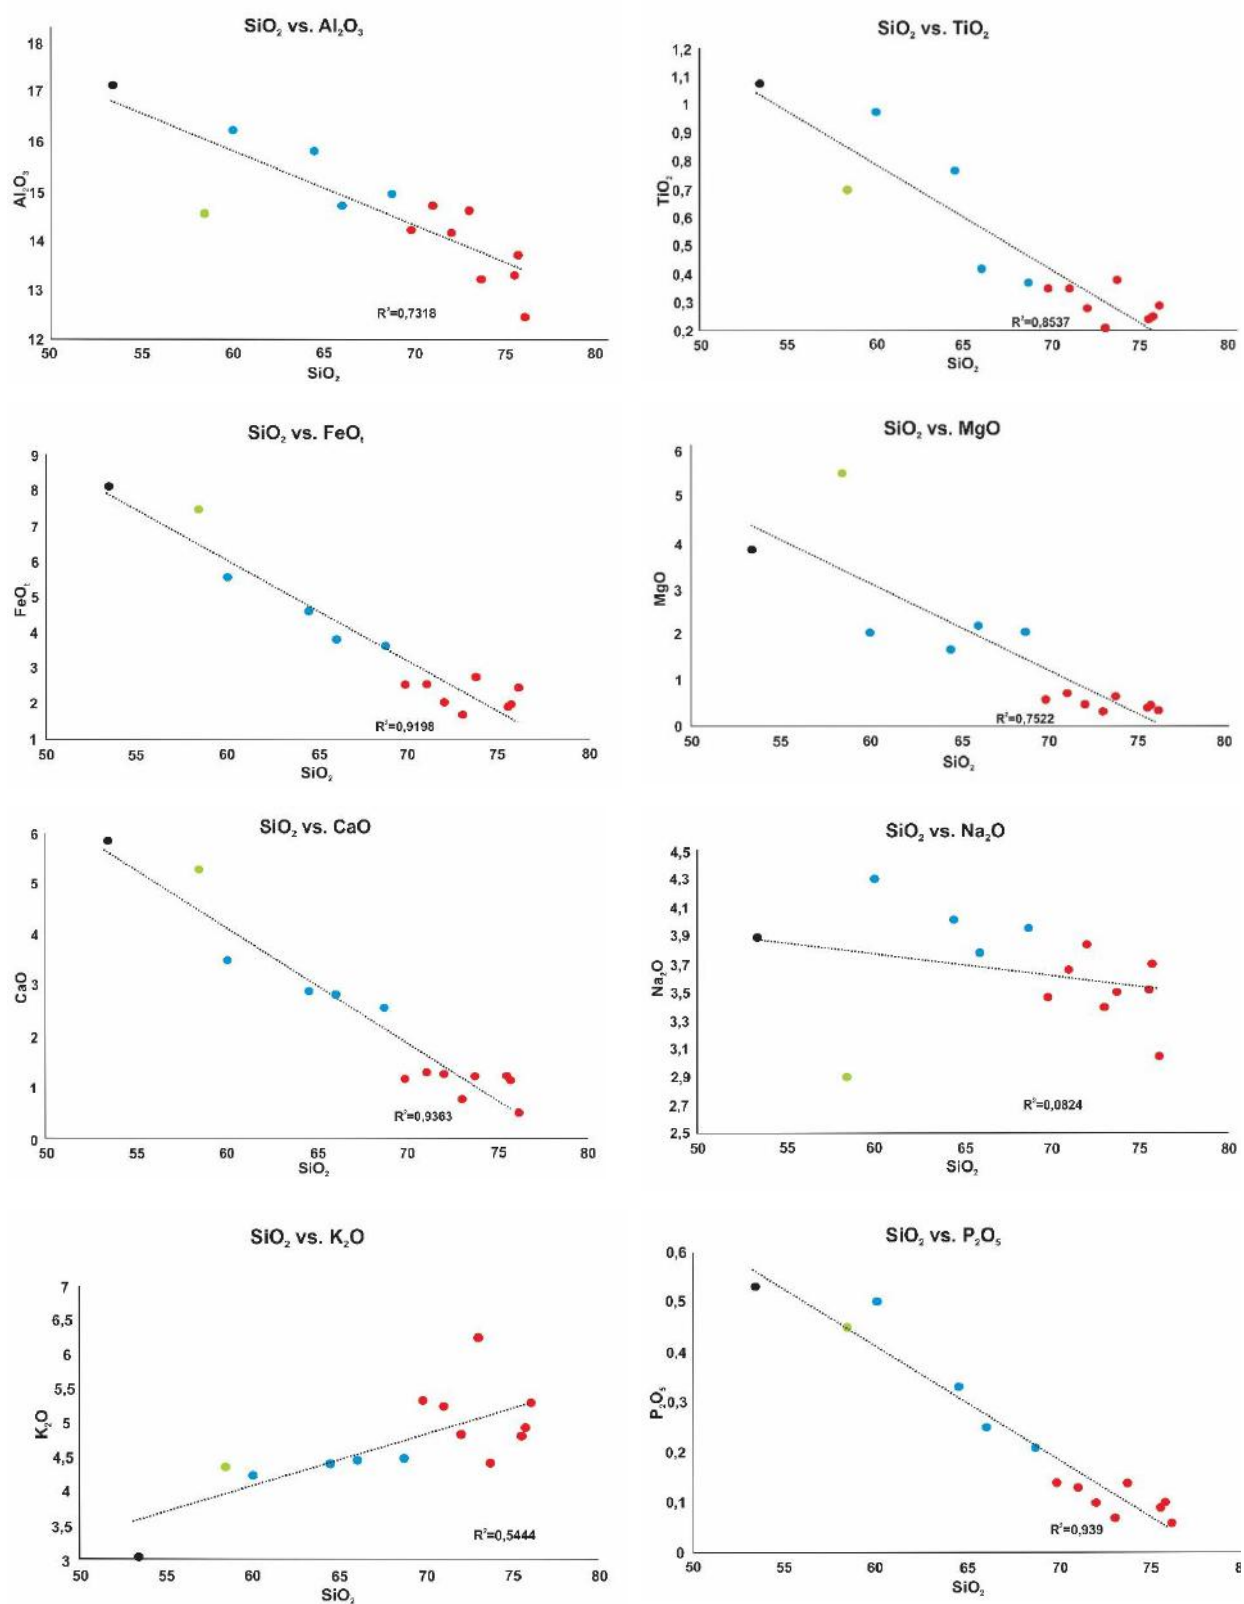 SiO₂ vs. Al₂O₃
18
17
16
15
14
13
12
Al₂O₃
R²=0,7318
50 55 60 65 70 75 80
SiO₂
SiO₂ vs. TiO₂
1,2
1,1
1
0,9
0,8
0,7
0,6
0,5
0,4
0,3
0,2
TiO₂
R²=0,8537
50 55 60 65 70 75 80
SiO₂
SiO₂ vs. FeOₜ
9
8
7
6
5
4
3
2
1
FeOₜ
R²=0,9198
50 55 60 65 70 75 80
SiO₂
SiO₂ vs. MgO
6
5
4
3
2
1
0
MgO
R²=0,7522
50 55 60 65 70 75 80
SiO₂
SiO₂ vs. CaO
6
5
4
3
2
1
0
CaO
R²=0,9363
50 55 60 65 70 75 80
SiO₂
SiO₂ vs. Na₂O
4,5
4,3
4,1
3,9
3,7
3,5
3,3
3,1
2,9
2,7
2,5
Na₂O
R²=0,0824
50 55 60 65 70 75 80
SiO₂
SiO₂ vs. K₂O
7
6,5
6
5,5
5
4,5
4
3,5
3
K₂O
R²=0,5444
50 55 60 65 70 75 80
SiO₂
SiO₂ vs. P₂O₅
0,6
0,5
0,4
0,3
0,2
0,1
0
P₂O₅
R²=0,939
50 55 60 65 70 75 80
SiO₂